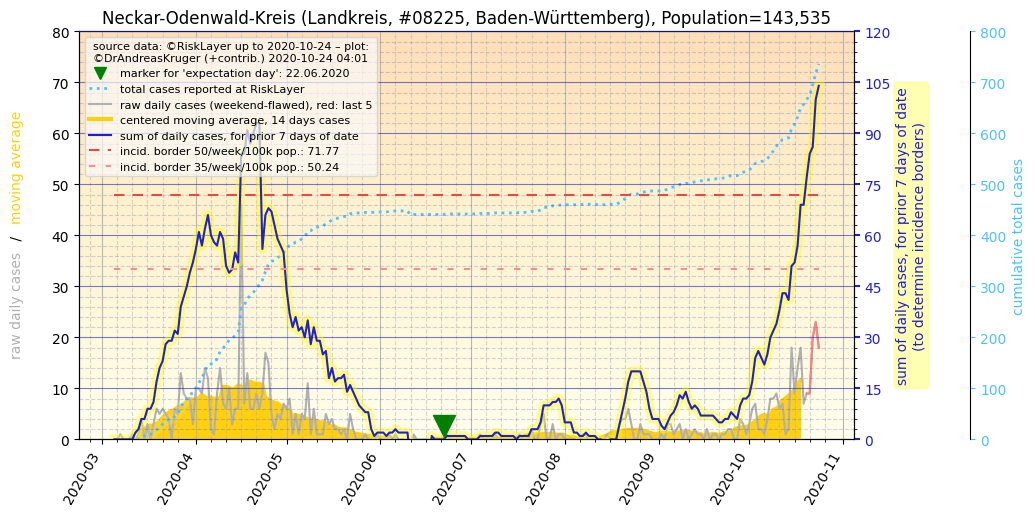 Neckar-Odenwald-Kreis (Landkreis, #08225, Baden-Württemberg), Population=143,535
source data: ©RiskLayer up to 2020-10-24 – plot:
©DrAndreasKruger (+contrib.) 2020-10-24 04:01
marker for 'expectation day': 22.06.2020
total cases reported at RiskLayer
raw daily cases (weekend-flawed), red: last 5
centered moving average, 14 days cases
sum of daily cases, for prior 7 days of date
incid. border 50/week/100k pop.: 71.77
incid. border 35/week/100k pop.: 50.24
raw daily cases / moving average
80
70
60
50
40
30
20
10
0
120
105
90
75
60
45
30
15
0
sum of daily cases, for prior 7 days of date
(to determine incidence borders)
800
700
600
500
400
300
200
100
0
cumulative total cases
2020-03
2020-04
2020-05
2020-06
2020-07
2020-08
2020-09
2020-10
2020-11